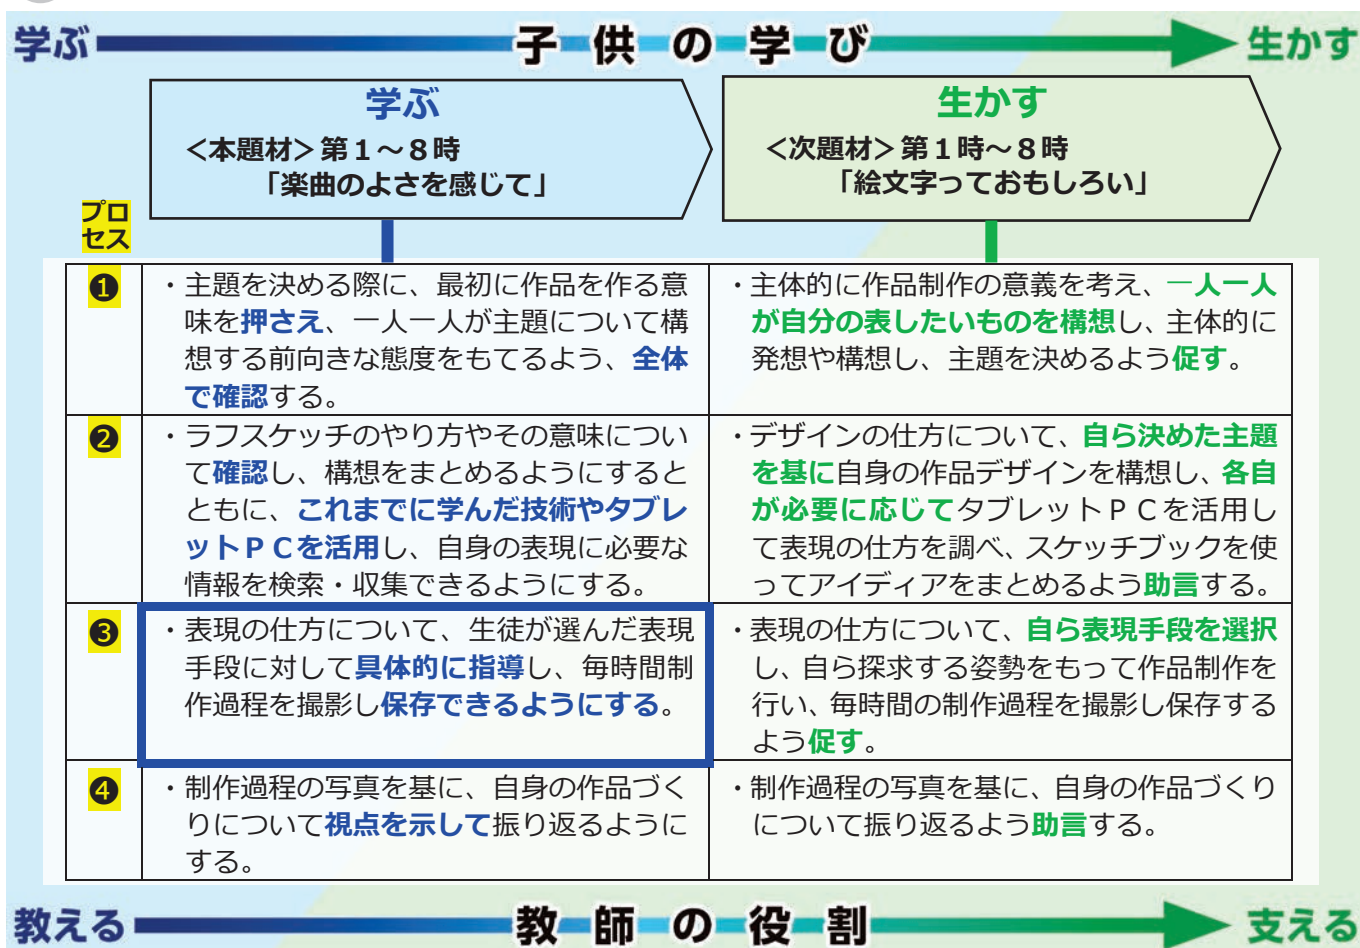 学ぶ 子供の学び 生かす
学ぶ
＜本題材＞第１～８時
「楽曲のよさを感じて」
生かす
＜次題材＞第１時～８時
「絵文字っておもしろい」
プロ
セス
❶
・主題を決める際に、最初に作品を作る意
味を押さえ、一人一人が主題について構
想する前向きな態度をもてるよう、全体
で確認する。
・主体的に作品制作の意義を考え、一人一人
が自分の表したいものを構想し、主体的に
発想や構想し、主題を決めるよう促す。
❷
・ラフスケッチのやり方やその意味につい
て確認し、構想をまとめるようにすると
ともに、これまでに学んだ技術やタブレ
ットＰＣを活用し、自身の表現に必要な
情報を検索・収集できるようにする。
・デザインの仕方について、自ら決めた主題
を基に自身の作品デザインを構想し、各自
が必要に応じてタブレットＰＣを活用し
て表現の仕方を調べ、スケッチブックを使
ってアイディアをまとめるよう助言する。
❸
・表現の仕方について、生徒が選んだ表現
手段に対して具体的に指導し、毎時間制
作過程を撮影し保存できるようにする。
・表現の仕方について、自ら表現手段を選択
し、自ら探求する姿勢をもって作品制作を
行い、毎時間の制作過程を撮影し保存する
よう促す。
❹
・制作過程の写真を基に、自身の作品づく
りについて視点を示して振り返るように
する。
・制作過程の写真を基に、自身の作品づくり
について振り返るよう助言する。
教える 教師の役割 支える